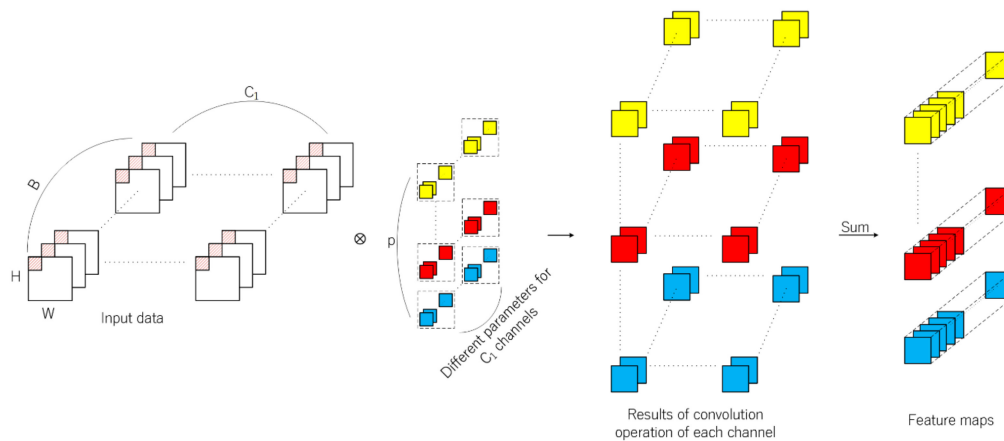 C₁
B
H
W
Input data
⊗
p
Different parameters for
C₁ channels
Sum
Results of convolution
operation of each channel
Feature maps